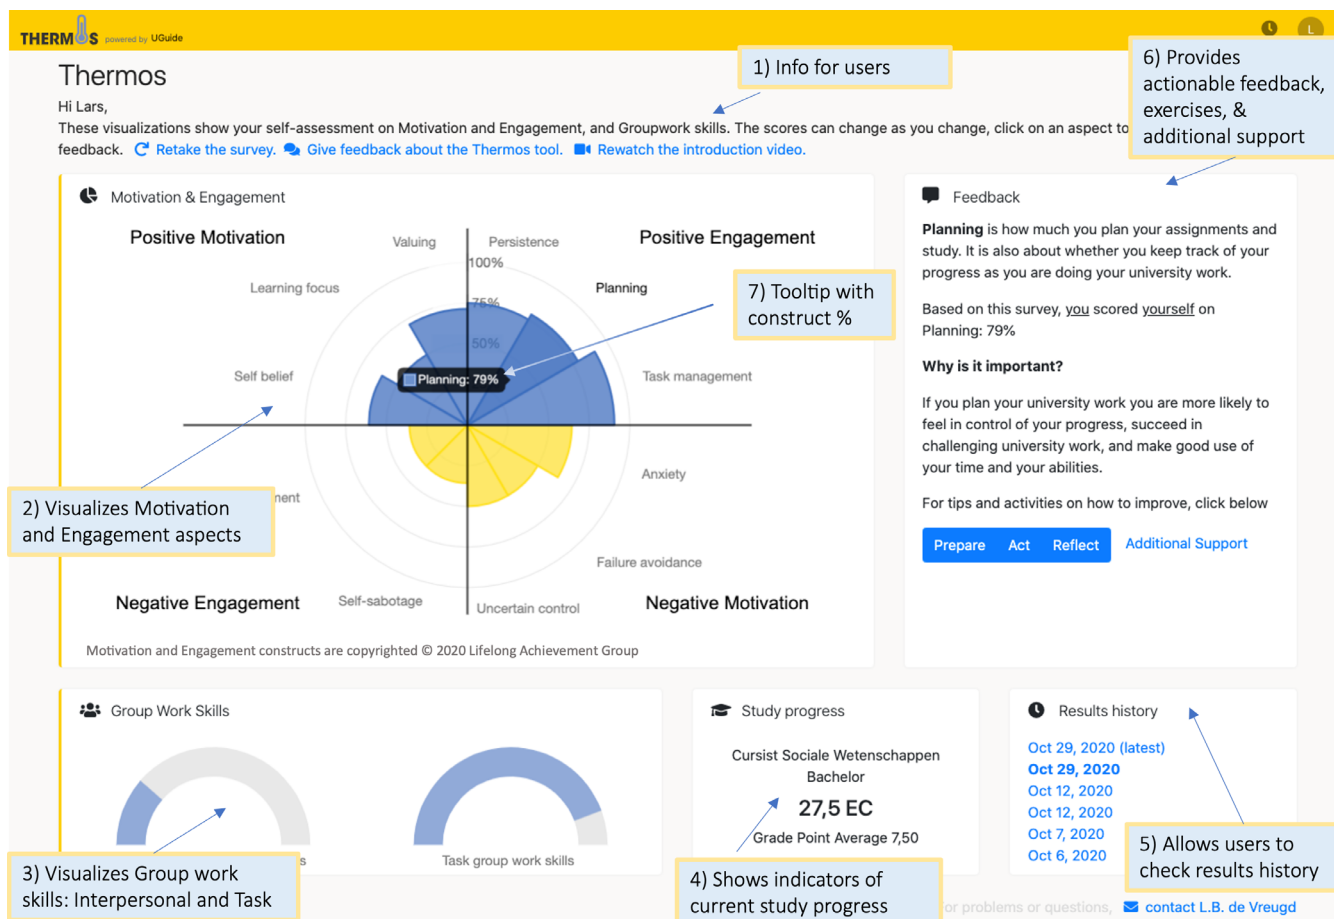 THERMOS powered by UGuide
L
Thermos
1) Info for users
6) Provides
actionable feedback,
exercises, &
additional support
Hi Lars,
These visualizations show your self-assessment on Motivation and Engagement, and Groupwork skills. The scores can change as you change, click on an aspect to
feedback. Retake the survey. Give feedback about the Thermos tool. Rewatch the introduction video.
Motivation & Engagement
Positive Motivation
Positive Engagement
Valuing
Persistence
100%
Learning focus
Planning
75%
7) Tooltip with
construct %
50%
Self belief
Planning: 79%
Task management
Anxiety
2) Visualizes Motivation
and Engagement aspects
Failure avoidance
Negative Engagement
Self-sabotage
Uncertain control
Negative Motivation
Motivation and Engagement constructs are copyrighted © 2020 Lifelong Achievement Group
Feedback
Planning is how much you plan your assignments and
study. It is also about whether you keep track of your
progress as you are doing your university work.
Based on this survey, you scored yourself on
Planning: 79%
Why is it important?
If you plan your university work you are more likely to
feel in control of your progress, succeed in
challenging university work, and make good use of
your time and your abilities.
For tips and activities on how to improve, click below
Prepare Act Reflect Additional Support
Group Work Skills
Task group work skills
3) Visualizes Group work
skills: Interpersonal and Task
Study progress
Cursist Sociale Wetenschappen
Bachelor
27,5 EC
Grade Point Average 7,50
4) Shows indicators of
current study progress
Results history
Oct 29, 2020 (latest)
Oct 29, 2020
Oct 12, 2020
Oct 12, 2020
Oct 7, 2020
Oct 6, 2020
5) Allows users to
check results history
or problems or questions, contact L.B. de Vreugd